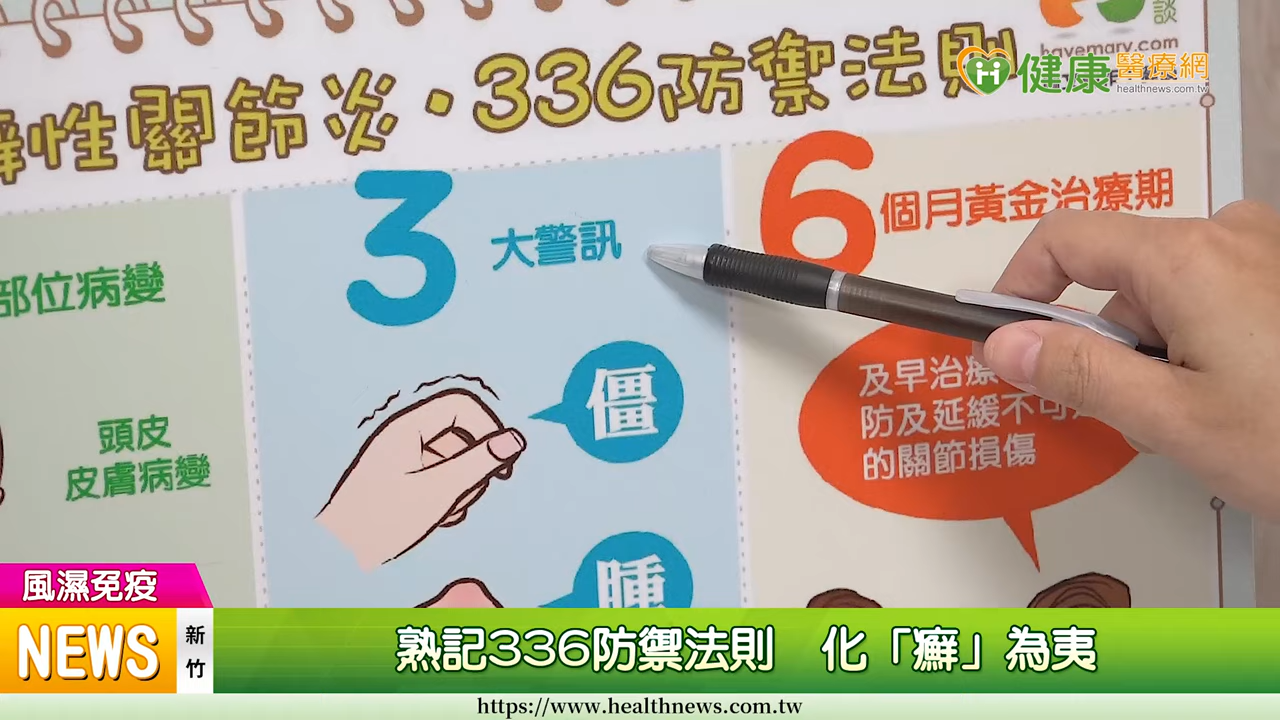 談
havemary.com
健康醫療網
healthnews.com.tw
性關節炎·336防禦法則
部位病變
3大警訊
6個月黃金治療期
僵
頭皮
皮膚病變
及早治療
防及延緩不可
的關節損傷
腫
風濕免疫
NEWS
新竹
熟記336防禦法則 化「癬」為夷
https://www.healthnews.com.tw